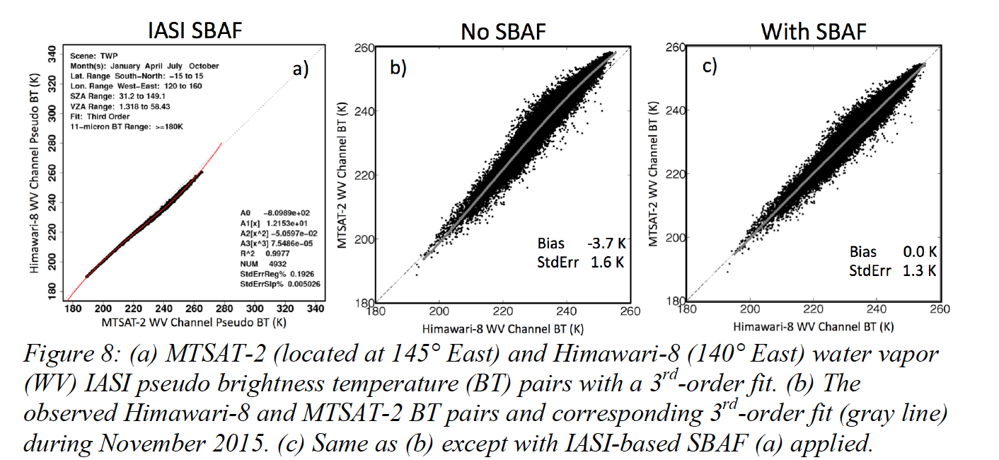 IASI SBAF
No SBAF
With SBAF
a)
Scene: TWP
Month(s): January April July October
Lat. Range South-North: -15 to 15
Lon. Range West-East: 120 to 160
SZA Range: 31.2 to 149.1
VZA Range: 1.318 to 58.43
Fit: Third Order
11-micron BT Range: >=180K
A0 -8.0989e+02
A1[x] 1.2153e+01
A2[x^2] -5.0597e-02
A3[x^3] 7.5486e-05
R^2 0.9977
NUM 4932
StdErrReg% 0.1926
StdErrSlp% 0.005026
Himawari-8 WV Channel Pseudo BT (K)
340
320
300
280
260
240
220
200
180
180 200 220 240 260 280 300 320 340
MTSAT-2 WV Channel Pseudo BT (K)
b)
MTSAT-2 WV Channel BT (K)
260
240
220
200
180
Bias -3.7 K
StdErr 1.6 K
180 200 220 240 260
Himawari-8 WV Channel BT (K)
c)
MTSAT-2 WV Channel BT (K)
260
240
220
200
180
Bias 0.0 K
StdErr 1.3 K
180 200 220 240 260
Himawari-8 WV Channel BT (K)
Figure 8: (a) MTSAT-2 (located at 145° East) and Himawari-8 (140° East) water vapor
(WV) IASI pseudo brightness temperature (BT) pairs with a 3rd-order fit. (b) The
observed Himawari-8 and MTSAT-2 BT pairs and corresponding 3rd-order fit (gray line)
during November 2015. (c) Same as (b) except with IASI-based SBAF (a) applied.